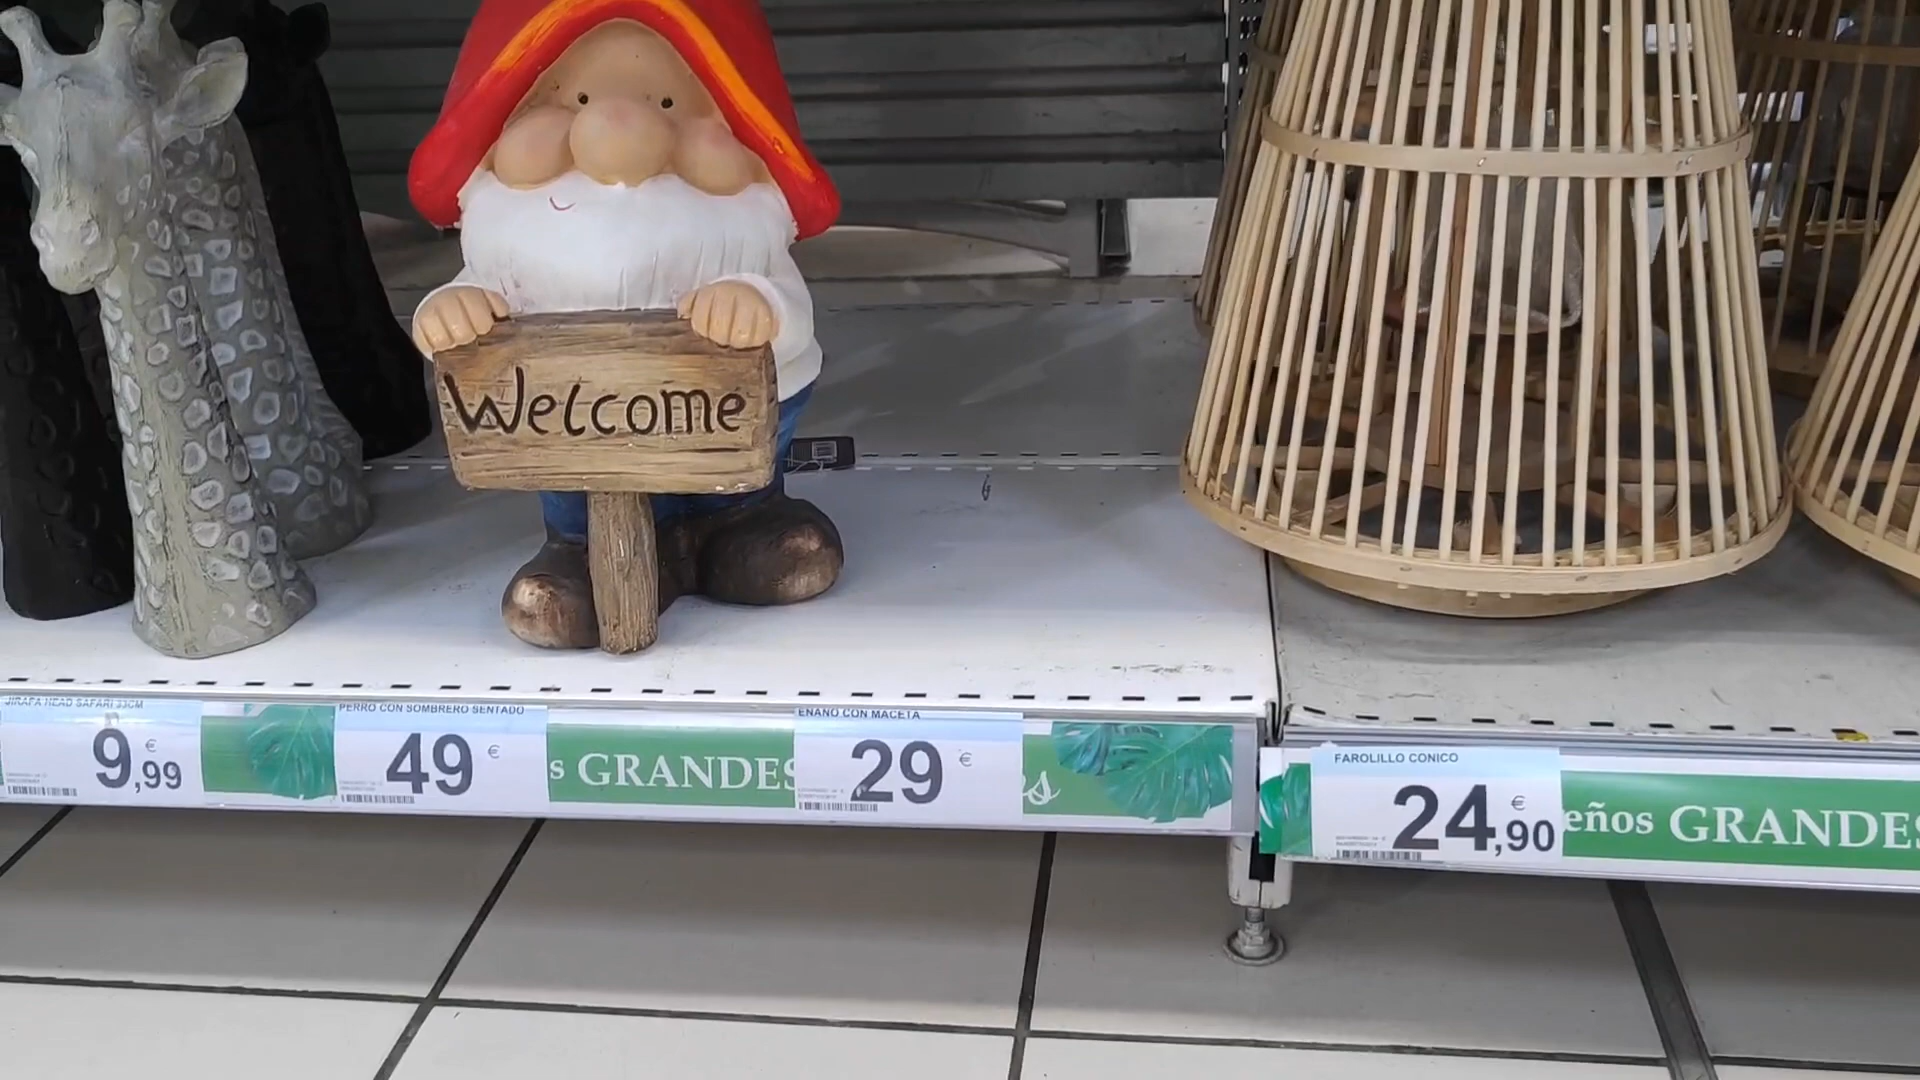 Welcome
JIRAFA HEAD SAFARI 33CM
9,99 €
PERRO CON SOMBRERO SENTADO
49 €
s GRANDES
ENANO CON MACETA
29 €
s
FAROLILLO CONICO
24,90 €
eños GRANDES